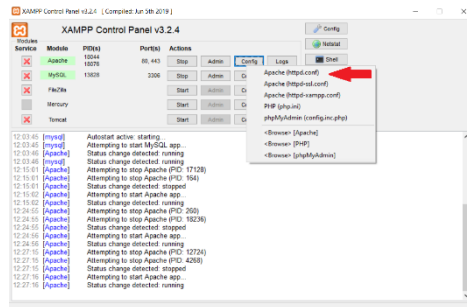 XAMPP Control Panel v3.2.4 [ Compiled: Jun 5th 2019 ]
XAMPP Control Panel v3.2.4
Config
Netstat
Shell
Modules
Service Module PID(s) Port(s) Actions
Apache 18044 18076 80, 443 Stop Admin Config Logs
MySQL 13828 3306 Stop Admin
FileZilla Start Admin
Mercury Start Admin
Tomcat Start Admin
Apache (httpd.conf)
Apache (httpd-ssl.conf)
Apache (httpd-xampp.conf)
PHP (php.ini)
phpMyAdmin (config.inc.php)
<Browse> [Apache]
<Browse> [PHP]
<Browse> [phpMyAdmin]
12:03:45 [mysql] Autostart active: starting...
12:03:46 [mysql] Attempting to start MySQL app...
12:03:46 [Apache] Status change detected: running
12:03:46 [mysql] Status change detected: running
12:15:01 [Apache] Attempting to stop Apache (PID: 17128)
12:15:01 [Apache] Attempting to stop Apache (PID: 164)
12:15:01 [Apache] Status change detected: stopped
12:15:02 [Apache] Attempting to start Apache app...
12:15:02 [Apache] Status change detected: running
12:24:55 [Apache] Attempting to stop Apache (PID: 260)
12:24:55 [Apache] Attempting to stop Apache (PID: 18236)
12:24:55 [Apache] Status change detected: stopped
12:24:56 [Apache] Attempting to start Apache app...
12:24:56 [Apache] Status change detected: running
12:27:15 [Apache] Attempting to stop Apache (PID: 12724)
12:27:15 [Apache] Attempting to stop Apache (PID: 4268)
12:27:15 [Apache] Status change detected: stopped
12:27:16 [Apache] Attempting to start Apache app...
12:27:16 [Apache] Status change detected: running